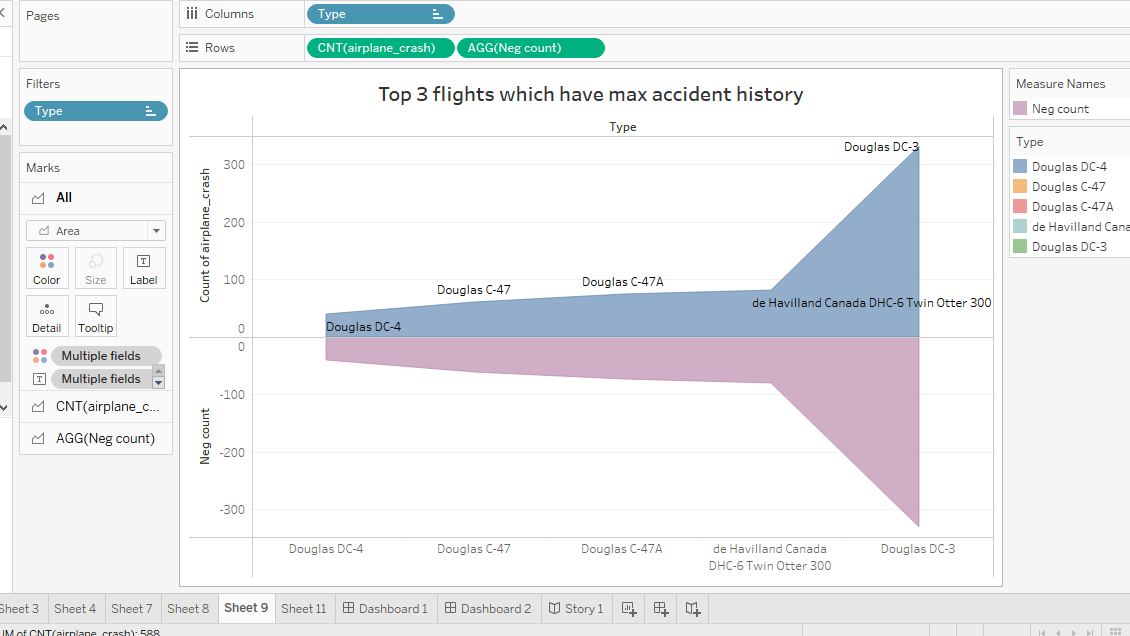 Pages
Columns
Type
Rows
CNT(airplane_crash)
AGG(Neg count)
Filters
Type
Marks
All
Area
Color
Size
Label
Detail
Tooltip
Multiple fields
Multiple fields
CNT(airplane_c...
AGG(Neg count)
Top 3 flights which have max accident history
Type
Count of airplane_crash
300
200
100
0
Douglas DC-4
Douglas C-47
Douglas C-47A
de Havilland Canada DHC-6 Twin Otter 300
Douglas DC-3
Neg count
0
-100
-200
-300
Douglas DC-4
Douglas C-47
Douglas C-47A
de Havilland Canada
DHC-6 Twin Otter 300
Douglas DC-3
Measure Names
Neg count
Type
Douglas DC-4
Douglas C-47
Douglas C-47A
de Havilland Cana
Douglas DC-3
Sheet 3
Sheet 4
Sheet 7
Sheet 8
Sheet 9
Sheet 11
Dashboard 1
Dashboard 2
Story 1
UM of CNT(airplane_crash): 588